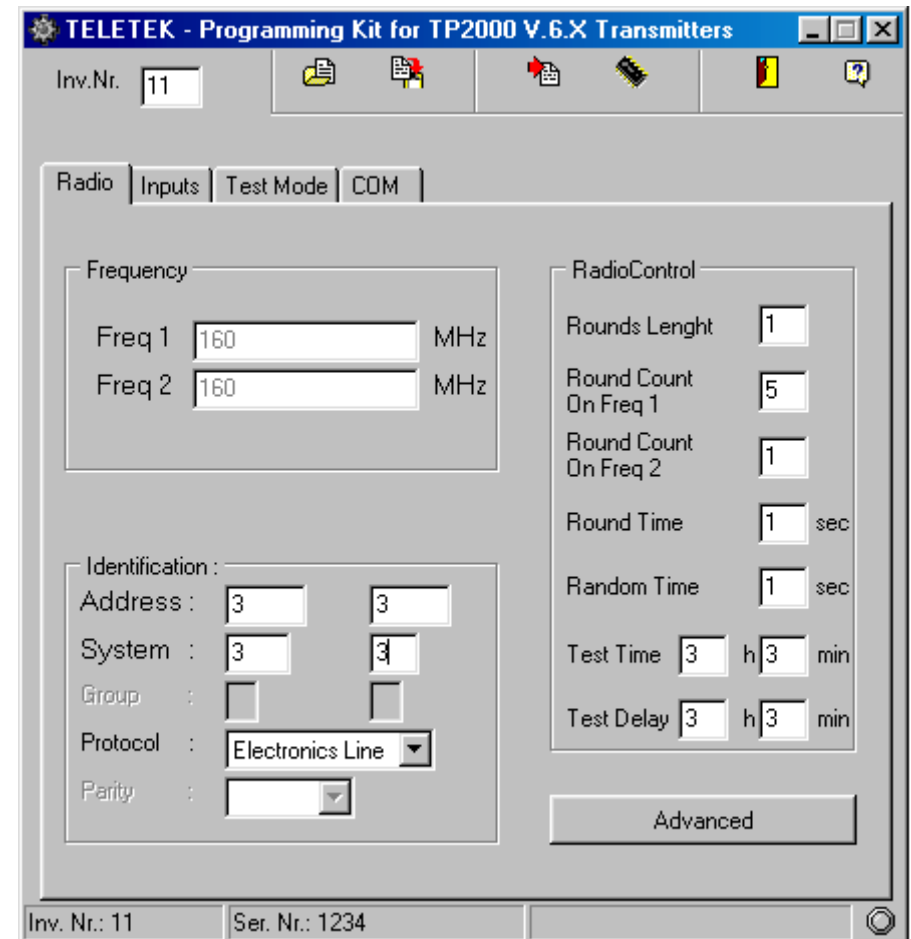 TELETEK - Programming Kit for TP2000 V.6.X Transmitters
Inv.Nr. 11
Radio Inputs Test Mode COM
Frequency
Freq 1 160 MHz
Freq 2 160 MHz
Identification :
Address : 3 3
System : 3 3
Group :
Protocol : Electronics Line
Parity :
RadioControl
Rounds Lenght 1
Round Count
On Freq 1 5
Round Count
On Freq 2 1
Round Time 1 sec
Random Time 1 sec
Test Time 3 h 3 min
Test Delay 3 h 3 min
Advanced
Inv. Nr.: 11 Ser. Nr.: 1234